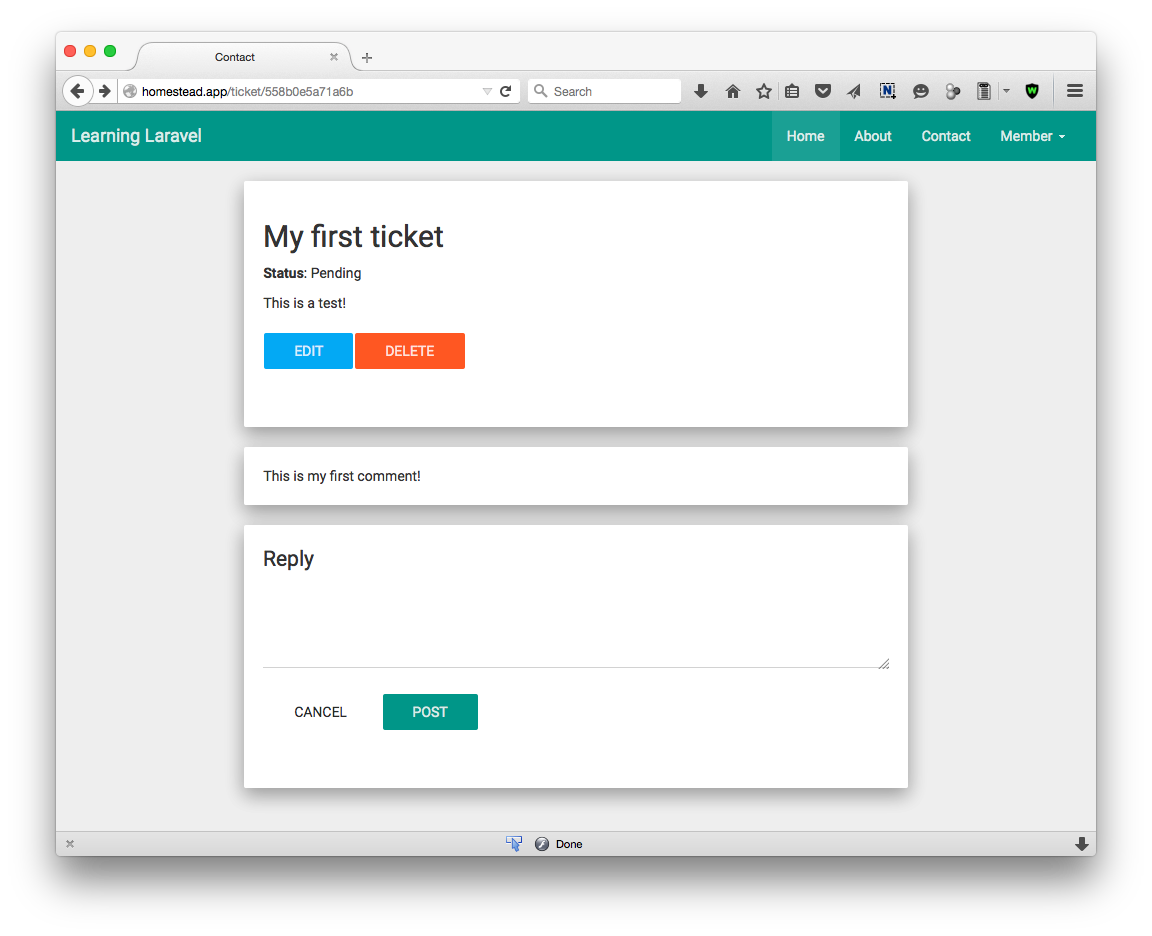 Contact
homestead.app/ticket/558b0e5a71a6b
Search
Learning Laravel
Home
About
Contact
Member
My first ticket
Status: Pending
This is a test!
EDIT
DELETE
This is my first comment!
Reply
CANCEL
POST
Done